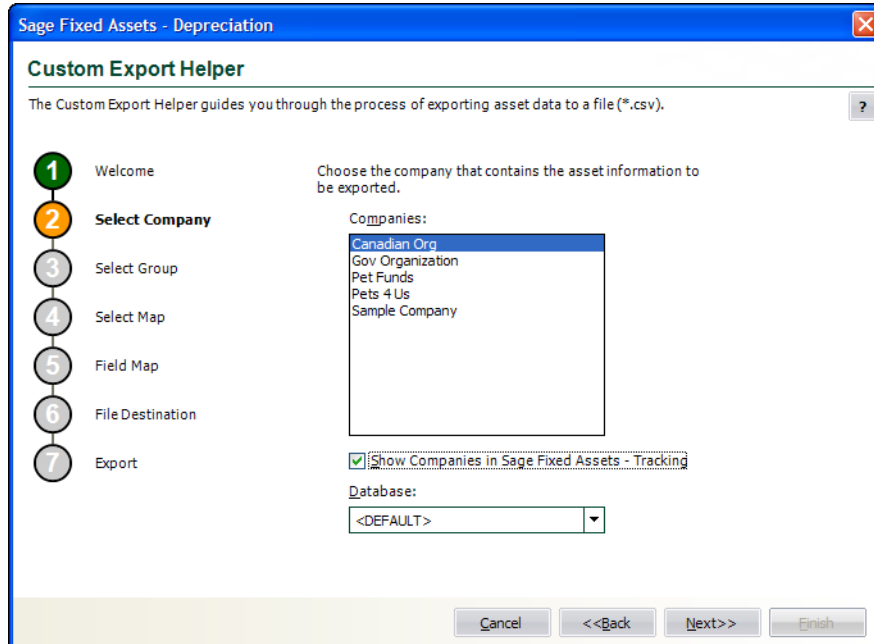 Sage Fixed Assets - Depreciation
Custom Export Helper
The Custom Export Helper guides you through the process of exporting asset data to a file (*.csv).
?
1
Welcome
2
Select Company
3
Select Group
4
Select Map
5
Field Map
6
File Destination
7
Export
Choose the company that contains the asset information to
be exported.
Companies:
Canadian Org
Gov Organization
Pet Funds
Pets 4 Us
Sample Company
Show Companies in Sage Fixed Assets - Tracking
Database:
<DEFAULT>
Cancel
<<Back
Next>>
Finish